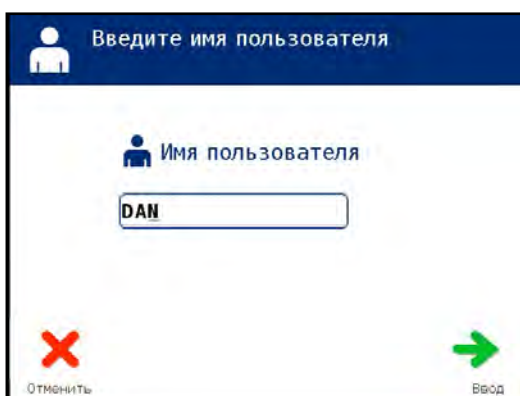 Введите имя пользователя
Имя пользователя
DAN
Отменить
Ввод